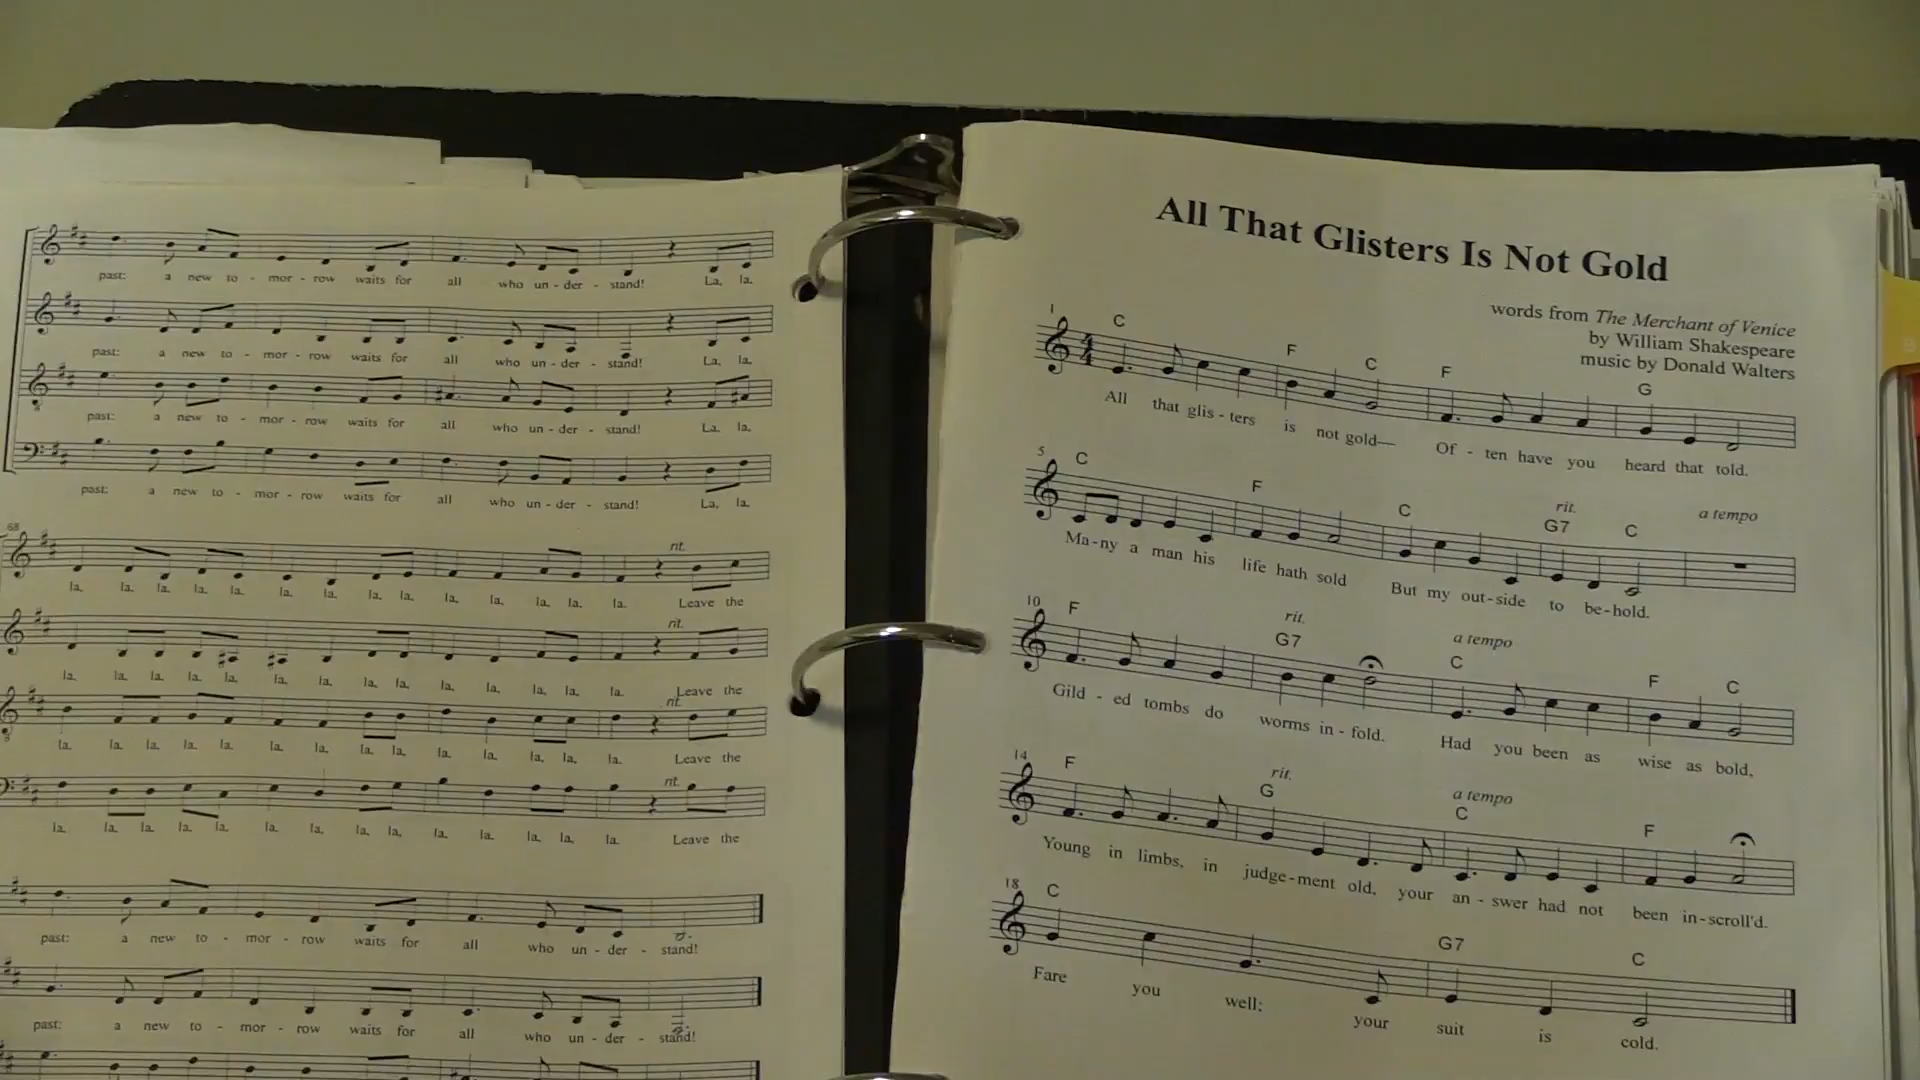 past: a new to - mor - row waits for all who un - der - stand! La, la.
past: a new to - mor - row waits for all who un - der - stand! La, la.
past: a new to - mor - row waits for all who un - der - stand! La, la,
past: a new to - mor - row waits for all who un - der - stand! La, la.
68
rit.
la. la, la, la, la, la. la, la, la, la, la, la, la, la. Leave the
rit.
la. la, la, la, la, la, la, la, la, la, la, la, la, la. Leave the
rit.
la. la, la, la, la, la, la, la, la, la, la, la, la, la. Leave the
rit.
la. la, la, la, la, la, la, la, la, la, la, la, la, la. Leave the
past: a new to - mor - row waits for all who un - der - stand!
past: a new to - mor - row waits for all who un - der - stand!
All That Glisters Is Not Gold
words from The Merchant of Venice
by William Shakespeare
music by Donald Walters
1 C F C F G
4 4
All that glis - ters is not gold— Of - ten have you heard that told.
rit. a tempo
5 C F C G7 C
Ma - ny a man his life hath sold But my out - side to be - hold.
rit. a tempo
10 F G7 C F C
Gild - ed tombs do worms in - fold. Had you been as wise as bold,
rit. a tempo
14 F G C F
Young in limbs, in judge - ment old, your an - swer had not been in - scroll'd.
18 C G7 C
Fare you well; your suit is cold.